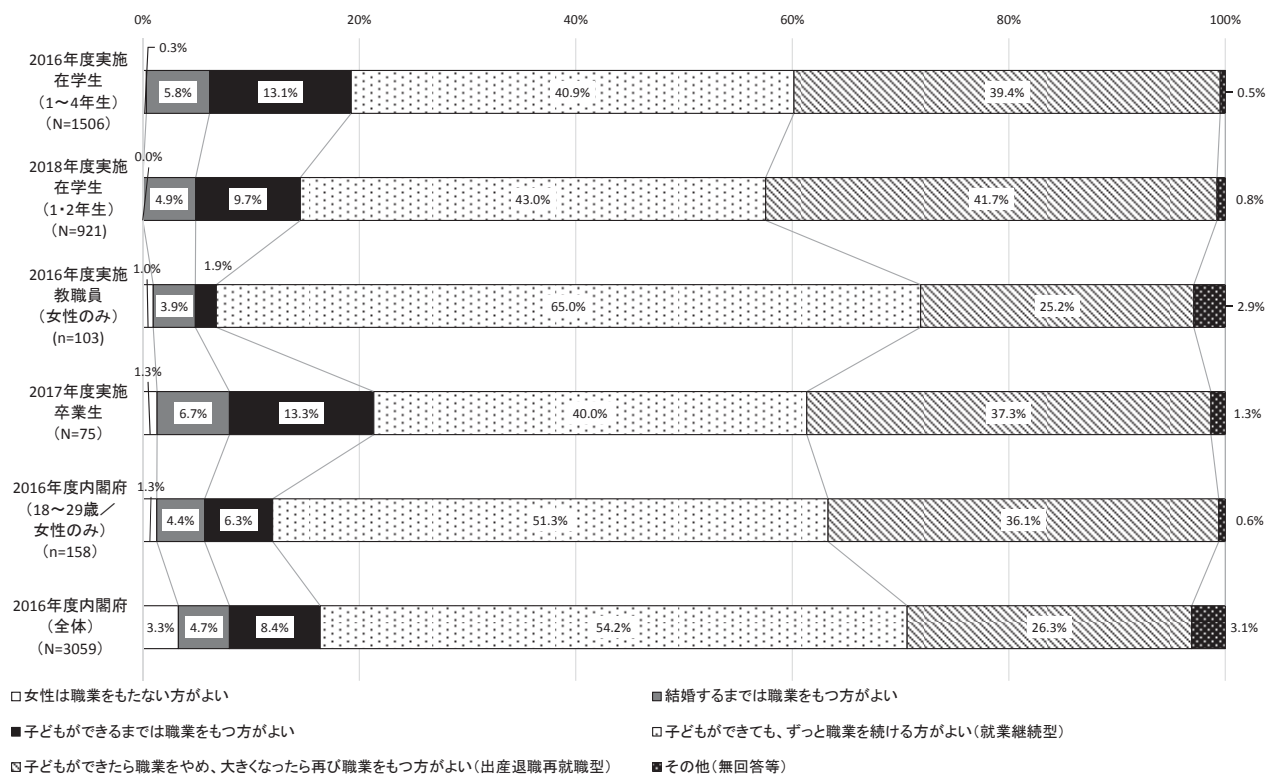 0%
20%
40%
60%
80%
100%
0.3%
2016年度実施
在学生
（1～4年生）
（N=1506）
5.8%
13.1%
40.9%
39.4%
0.5%
2018年度実施
0.0%
在学生
（1・2年生）
（N=921)
4.9%
9.7%
43.0%
41.7%
0.8%
2016年度実施
1.0%
1.9%
教職員
（女性のみ）
(n=103)
3.9%
65.0%
25.2%
2.9%
1.3%
2017年度実施
卒業生
（N=75）
6.7%
13.3%
40.0%
37.3%
1.3%
2016年度内閣府
1.3%
（18～29歳／
女性のみ）
（n=158）
4.4%
6.3%
51.3%
36.1%
0.6%
2016年度内閣府
（全体）
（N=3059）
3.3%
4.7%
8.4%
54.2%
26.3%
3.1%
女性は職業をもたない方がよい
結婚するまでは職業をもつ方がよい
子どもができるまでは職業をもつ方がよい
子どもができても、ずっと職業を続ける方がよい（就業継続型）
子どもができたら職業をやめ、大きくなったら再び職業をもつ方がよい（出産退職再就職型）
その他（無回答等）